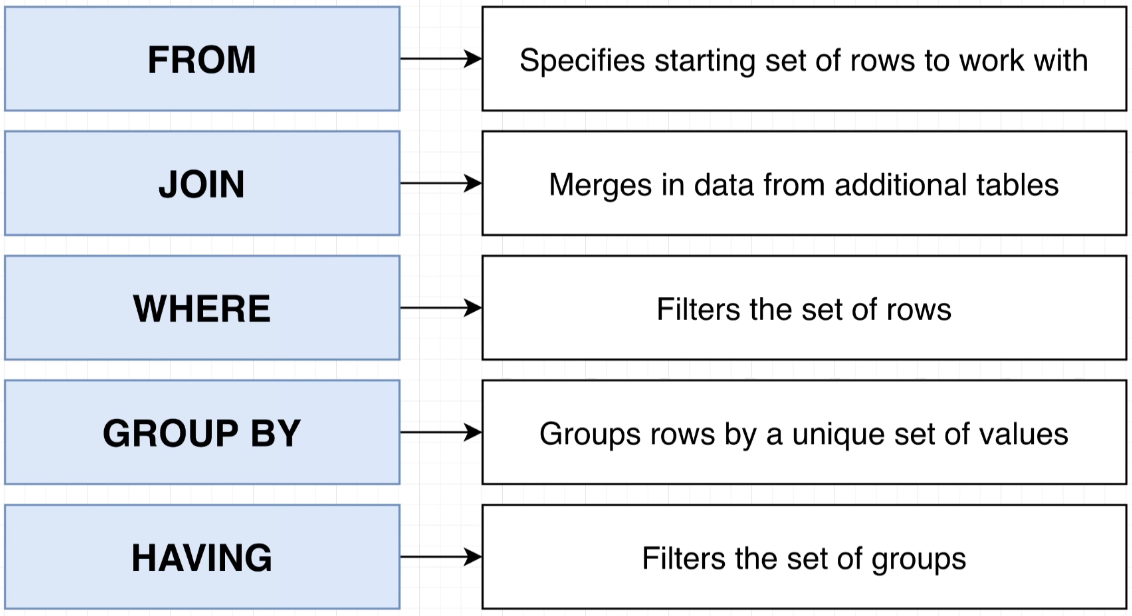 FROM
Specifies starting set of rows to work with
JOIN
Merges in data from additional tables
WHERE
Filters the set of rows
GROUP BY
Groups rows by a unique set of values
HAVING
Filters the set of groups